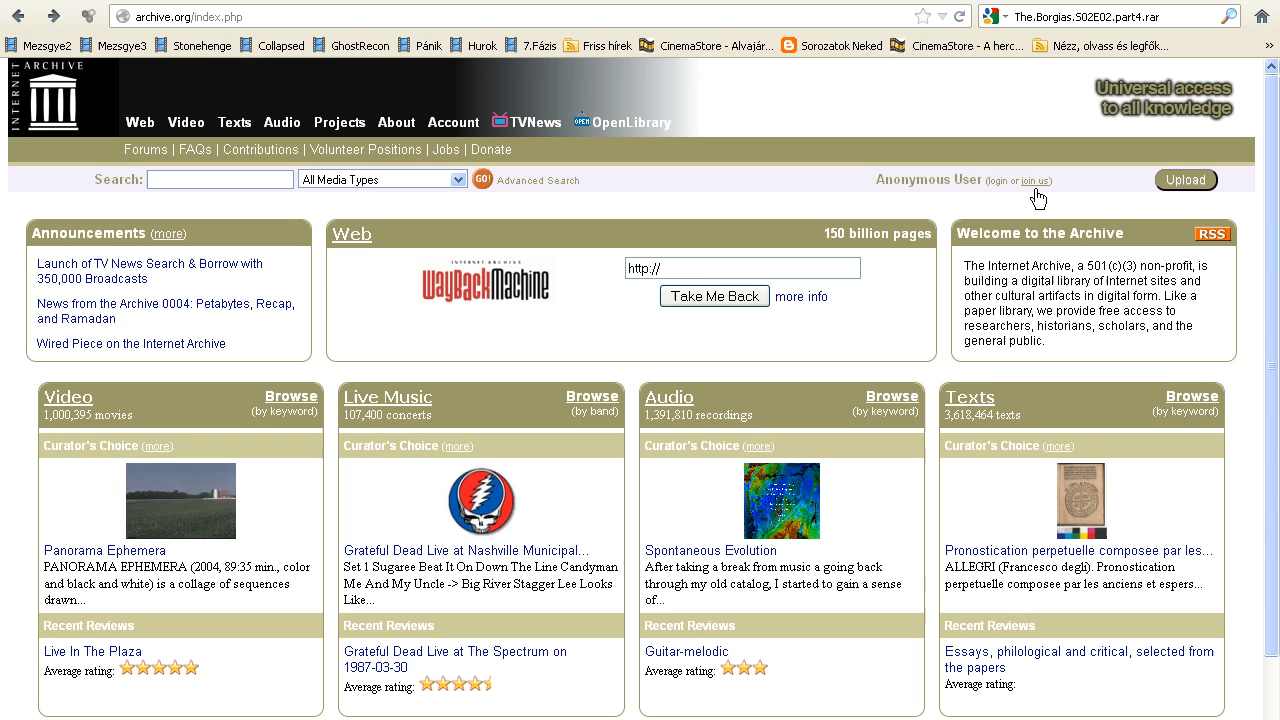 archive.org/index.php
The.Borgias.S02E02.part4.rar
Mezsgye2 Mezsgye3 Stonehenge Collapsed GhostRecon Pánik Hurok 7.Fázis Friss hírek CinemaStore - Alvajár... Sorozatok Neked CinemaStore - A herc... Nézz, olvass és legfők...
INTERNET ARCHIVE
Universal access
to all knowledge
Web Video Texts Audio Projects About Account TVNews OPEN OpenLibrary
Forums | FAQs | Contributions | Volunteer Positions | Jobs | Donate
Search: All Media Types GO! Advanced Search Anonymous User (login or join us) Upload
Announcements (more)
Launch of TV News Search & Borrow with
350,000 Broadcasts
News from the Archive 0004: Petabytes, Recap,
and Ramadan
Wired Piece on the Internet Archive
Web 150 billion pages
INTERNET ARCHIVE
WayBackMachine
http://
Take Me Back more info
Welcome to the Archive RSS
The Internet Archive, a 501(c)(3) non-profit, is
building a digital library of Internet sites and
other cultural artifacts in digital form. Like a
paper library, we provide free access to
researchers, historians, scholars, and the
general public.
Video Browse
1,000,395 movies (by keyword)
Curator's Choice (more)
Panorama Ephemera
PANORAMA EPHEMERA (2004, 89:35 min., color
and black and white) is a collage of sequences
drawn...
Recent Reviews
Live In The Plaza
Average rating:
Live Music Browse
107,400 concerts (by band)
Curator's Choice (more)
Grateful Dead Live at Nashville Municipal...
Set 1 Sugaree Beat It On Down The Line Candyman
Me And My Uncle -> Big River Stagger Lee Looks
Like...
Recent Reviews
Grateful Dead Live at The Spectrum on
1987-03-30
Average rating:
Audio Browse
1,391,810 recordings (by keyword)
Curator's Choice (more)
Spontaneous Evolution
After taking a break from music a going back
through my old catalog, I started to gain a sense
of...
Recent Reviews
Guitar-melodic
Average rating:
Texts Browse
3,618,464 texts (by keyword)
Curator's Choice (more)
Pronostication perpetuelle composee par les...
ALLEGRI (Francesco degli). Pronostication
perpetuelle composee par les anciens et espers...
Recent Reviews
Essays, philological and critical, selected from
the papers
Average rating: